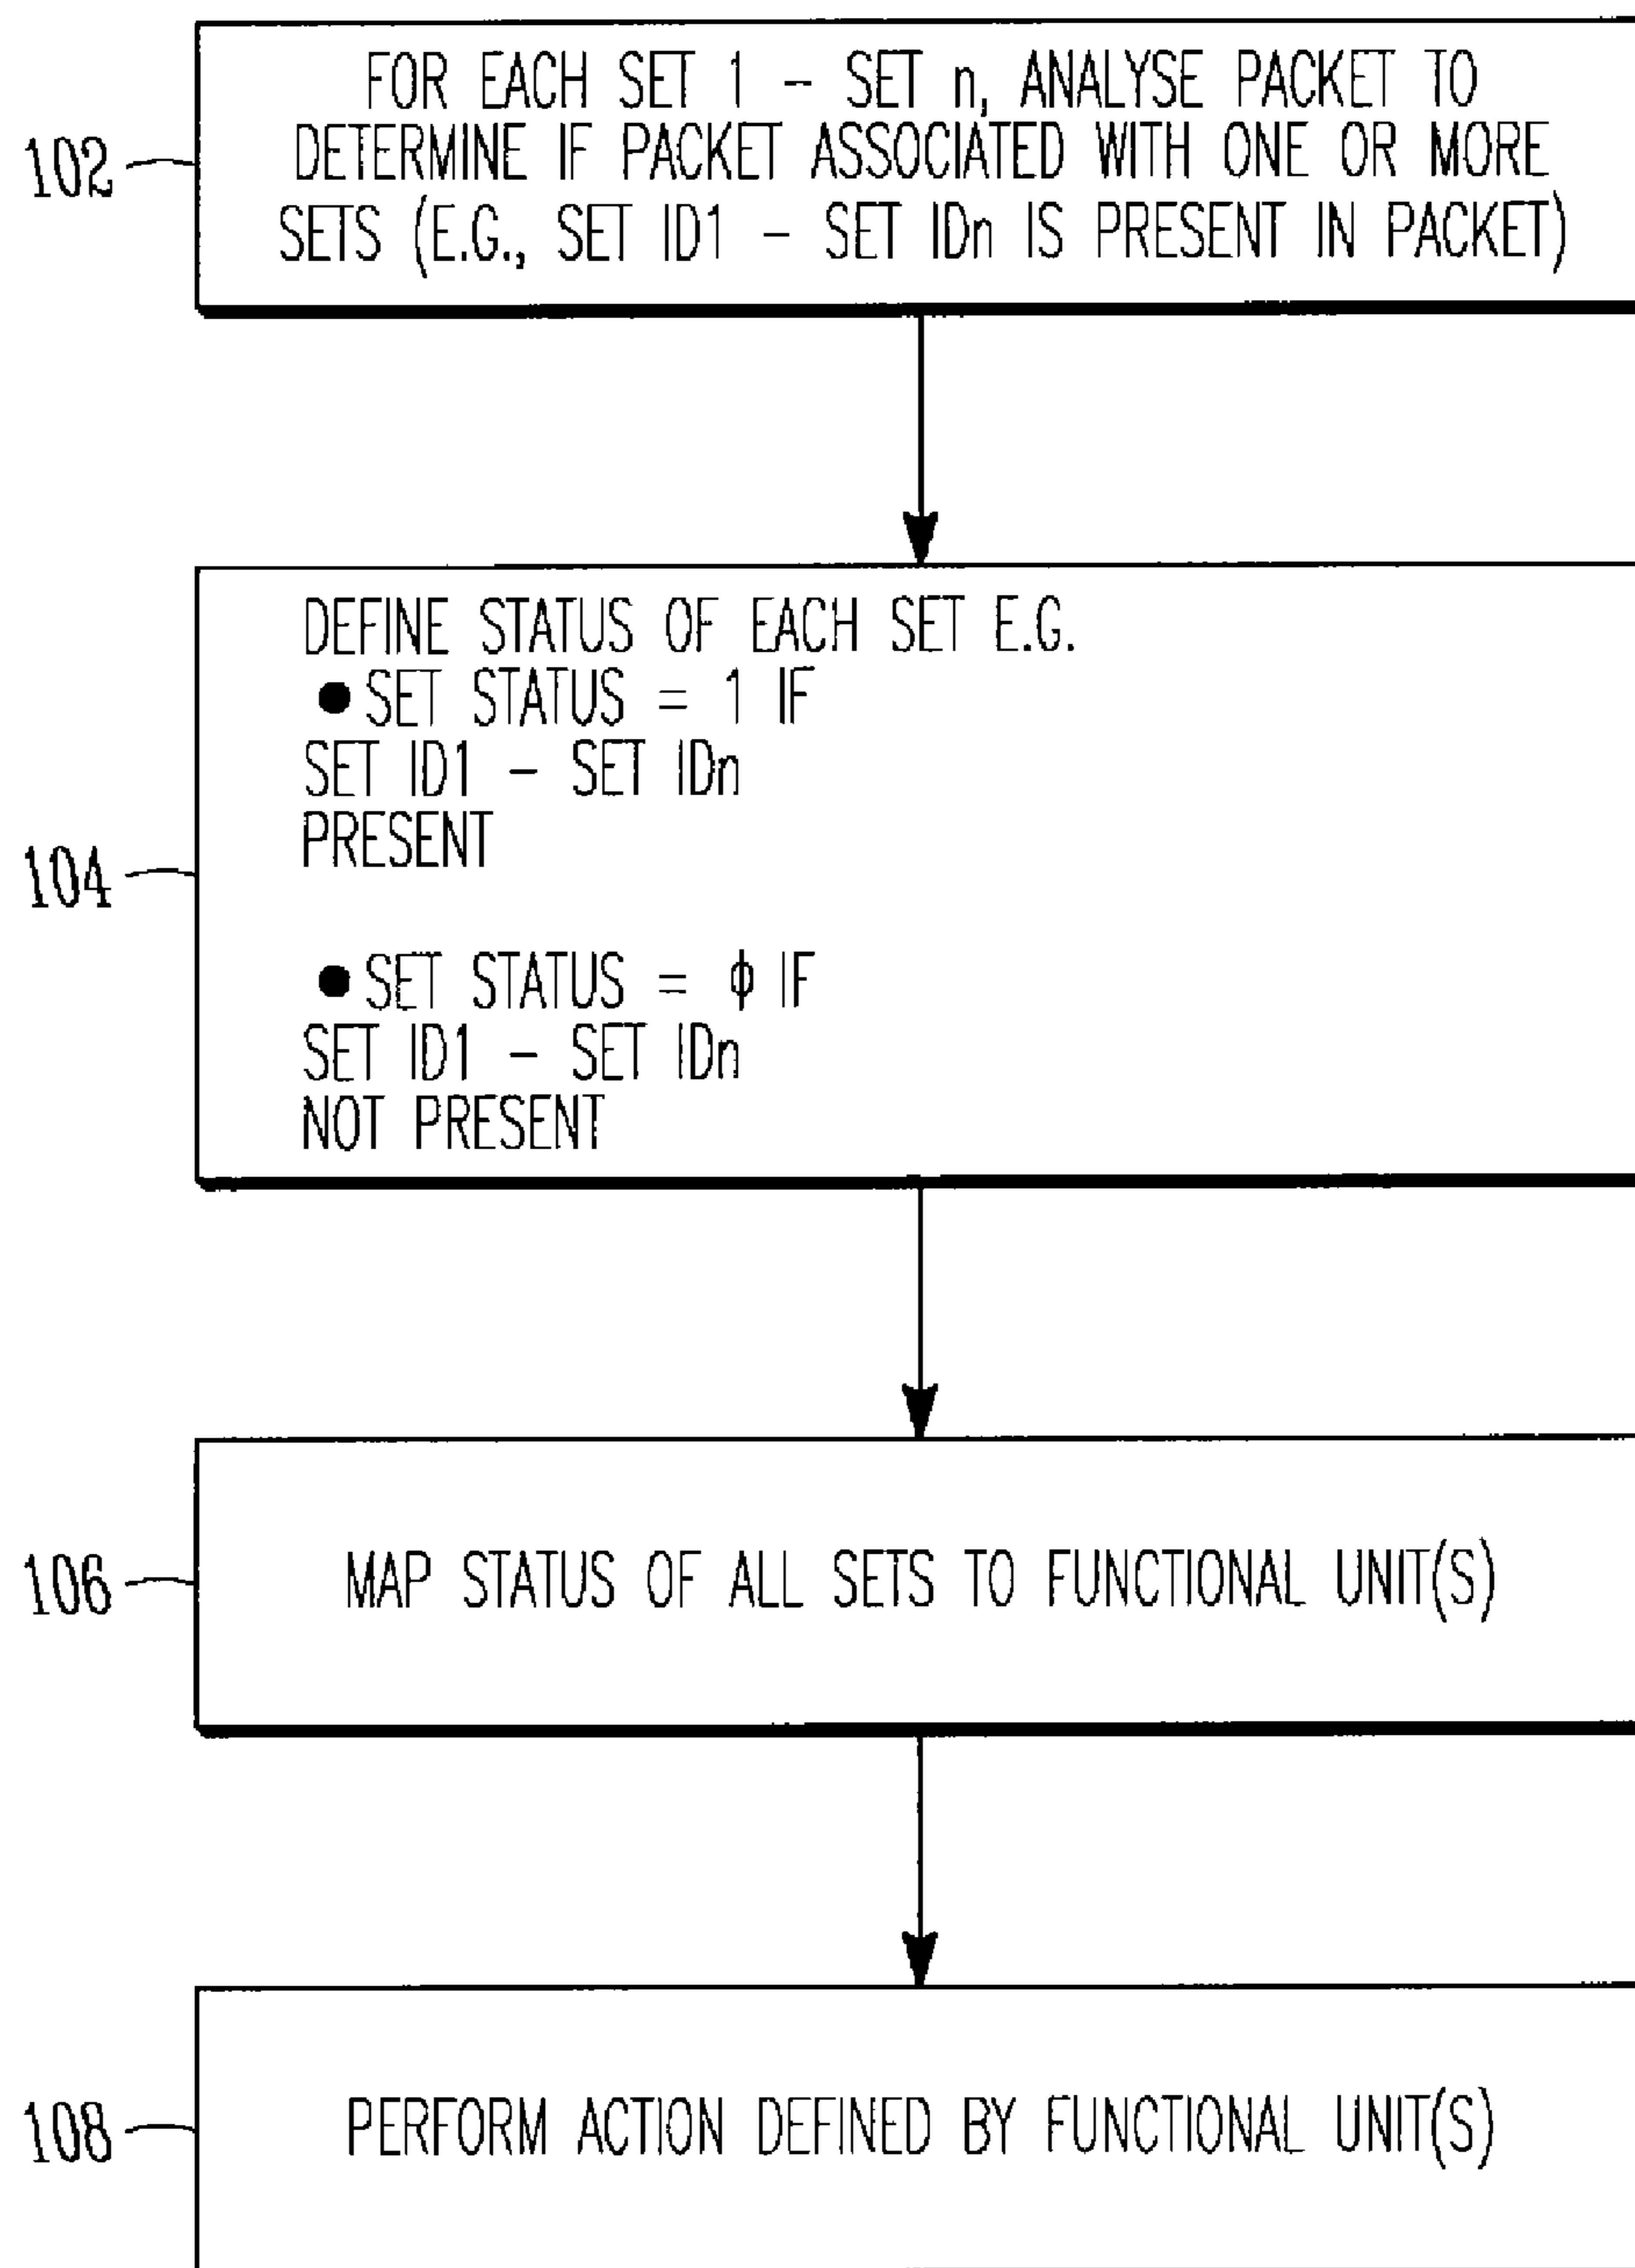 FOR EACH SET 1 - SET n, ANALYSE PACKET TO
DETERMINE IF PACKET ASSOCIATED WITH ONE OR MORE
SETS (E.G., SET ID1 - SET IDn IS PRESENT IN PACKET)
102
DEFINE STATUS OF EACH SET E.G.
● SET STATUS = 1 IF
SET ID1 - SET IDn
PRESENT
104
● SET STATUS = ϕ IF
SET ID1 - SET IDn
NOT PRESENT
106
MAP STATUS OF ALL SETS TO FUNCTIONAL UNIT(S)
108
PERFORM ACTION DEFINED BY FUNCTIONAL UNIT(S)